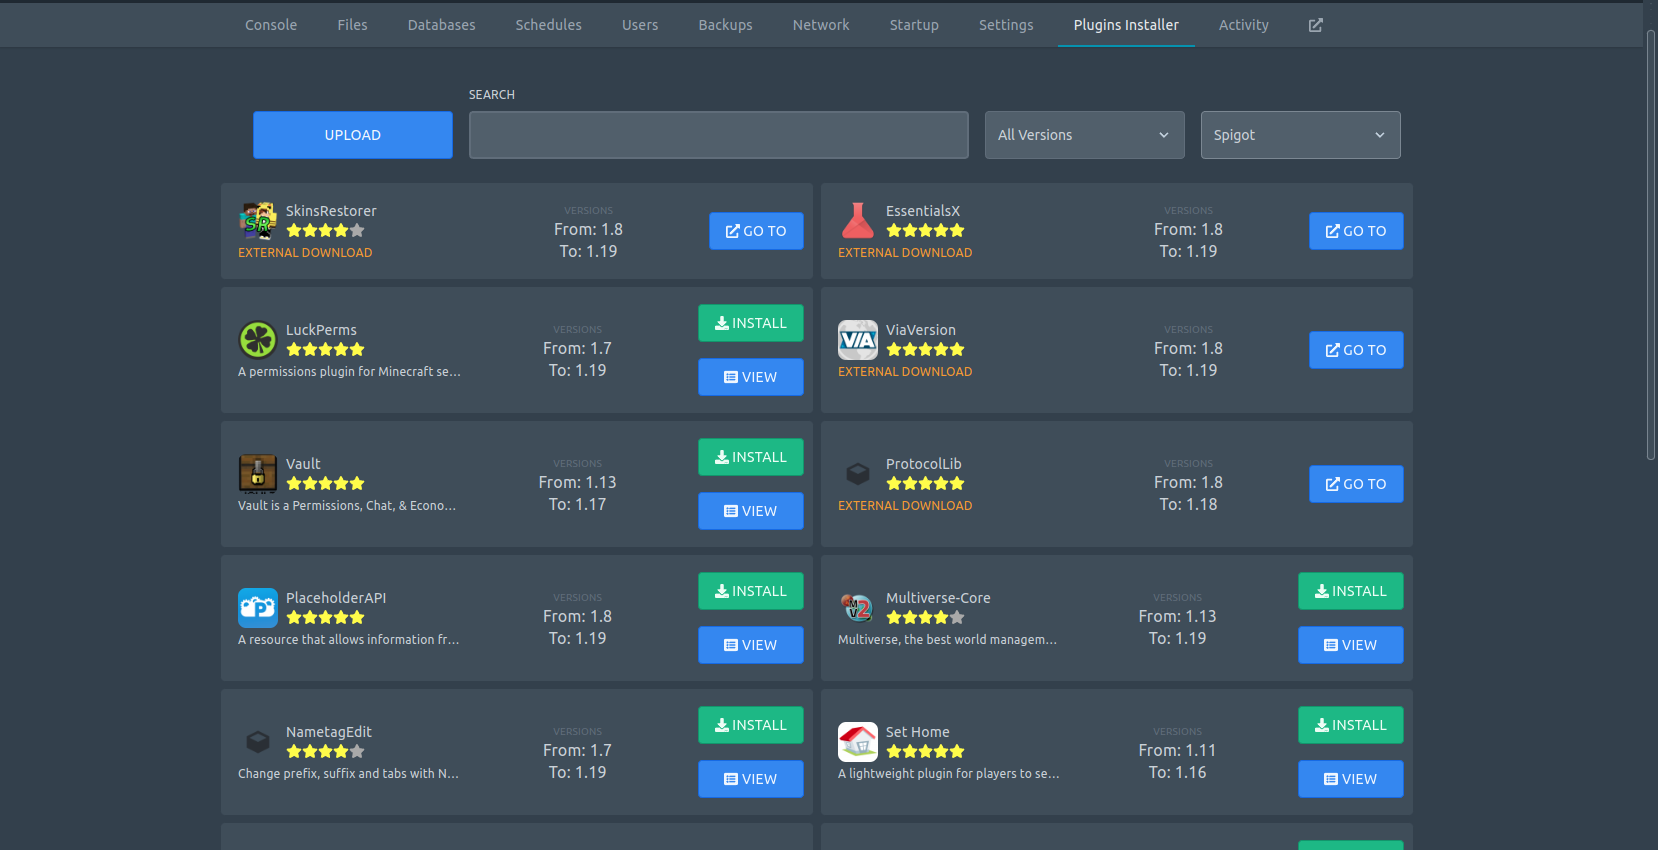 Console Files Databases Schedules Users Backups Network Startup Settings Plugins Installer Activity
SEARCH
UPLOAD All Versions Spigot
SkinsRestorer
EXTERNAL DOWNLOAD
VERSIONS
From: 1.8
To: 1.19
GO TO
EssentialsX
EXTERNAL DOWNLOAD
VERSIONS
From: 1.8
To: 1.19
GO TO
LuckPerms
A permissions plugin for Minecraft se...
VERSIONS
From: 1.7
To: 1.19
INSTALL
VIEW
VIA
ViaVersion
EXTERNAL DOWNLOAD
VERSIONS
From: 1.8
To: 1.19
GO TO
Vault
Vault is a Permissions, Chat, & Econo...
VERSIONS
From: 1.13
To: 1.17
INSTALL
VIEW
ProtocolLib
EXTERNAL DOWNLOAD
VERSIONS
From: 1.8
To: 1.18
GO TO
PlaceholderAPI
A resource that allows information fr...
VERSIONS
From: 1.8
To: 1.19
INSTALL
VIEW
Multiverse-Core
Multiverse, the best world managem...
VERSIONS
From: 1.13
To: 1.19
INSTALL
VIEW
NametagEdit
Change prefix, suffix and tabs with N...
VERSIONS
From: 1.7
To: 1.19
INSTALL
VIEW
Set Home
A lightweight plugin for players to se...
VERSIONS
From: 1.11
To: 1.16
INSTALL
VIEW